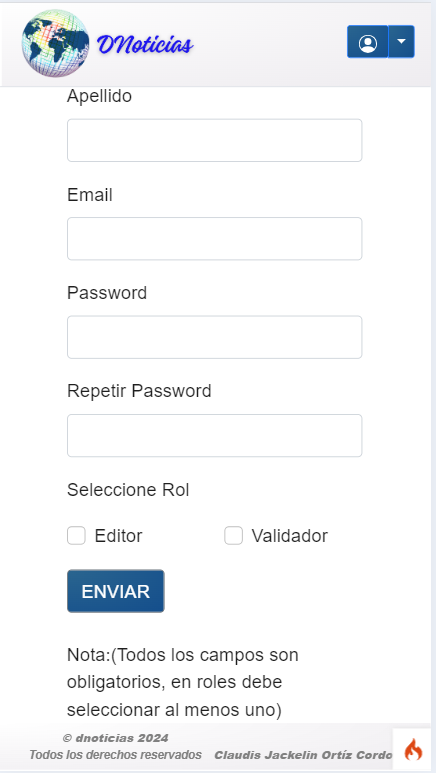 DNoticias
Apellido
Email
Password
Repetir Password
Seleccione Rol
Editor Validador
ENVIAR
Nota:(Todos los campos son
obligatorios, en roles debe
seleccionar al menos uno)
© dnoticias 2024
Todos los derechos reservados Claudis Jackelin Ortíz Cordo